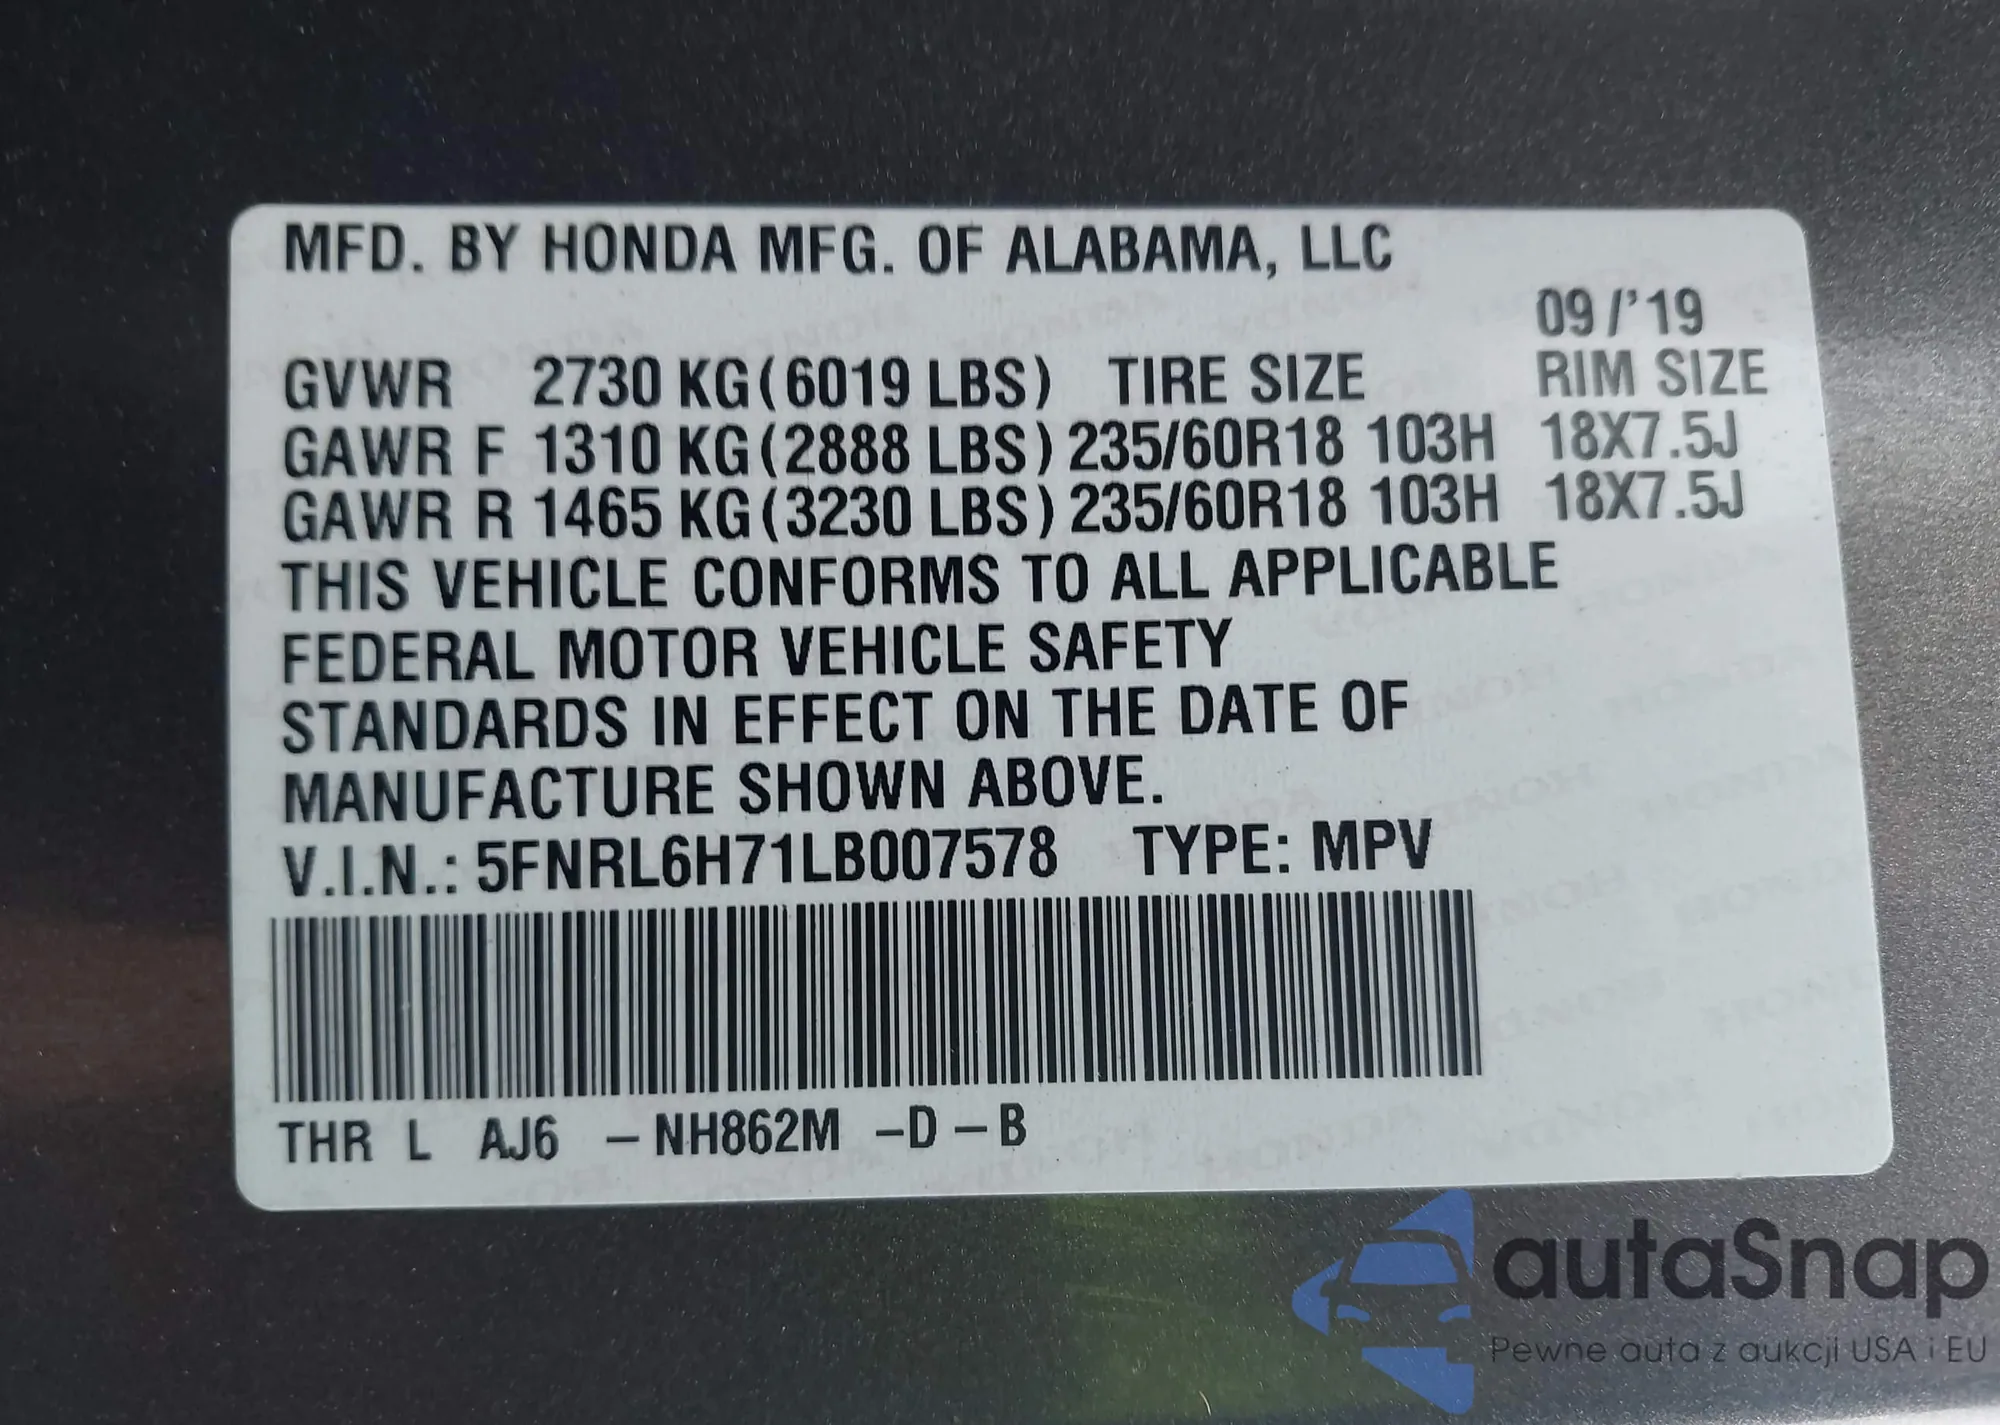 MFD. BY HONDA MFG. OF ALABAMA, LLC
09/'19
GVWR 2730 KG(6019 LBS) TIRE SIZE RIM SIZE
GAWR F 1310 KG(2888 LBS) 235/60R18 103H 18X7.5J
GAWR R 1465 KG(3230 LBS) 235/60R18 103H 18X7.5J
THIS VEHICLE CONFORMS TO ALL APPLICABLE
FEDERAL MOTOR VEHICLE SAFETY
STANDARDS IN EFFECT ON THE DATE OF
MANUFACTURE SHOWN ABOVE.
V.I.N.: 5FNRL6H71LB007578 TYPE: MPV
THR L AJ6 –NH862M –D–B
autaSnap
Pewne auta z aukcji USA i EU